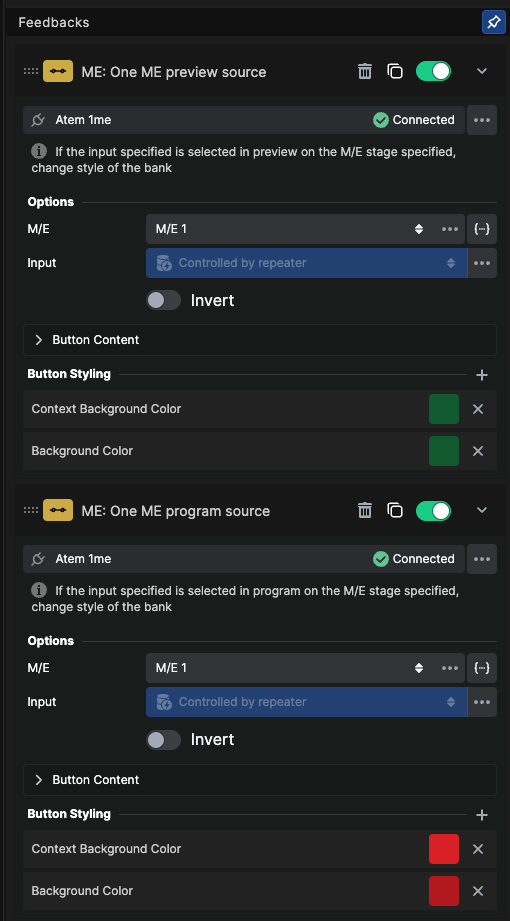 Feedbacks
ME: One ME preview source
Atem 1me
Connected
If the input specified is selected in preview on the M/E stage specified,
change style of the bank
Options
M/E
M/E 1
Input
Controlled by repeater
Invert
Button Content
Button Styling
Context Background Color
Background Color
ME: One ME program source
Atem 1me
Connected
If the input specified is selected in program on the M/E stage specified,
change style of the bank
Options
M/E
M/E 1
Input
Controlled by repeater
Invert
Button Content
Button Styling
Context Background Color
Background Color